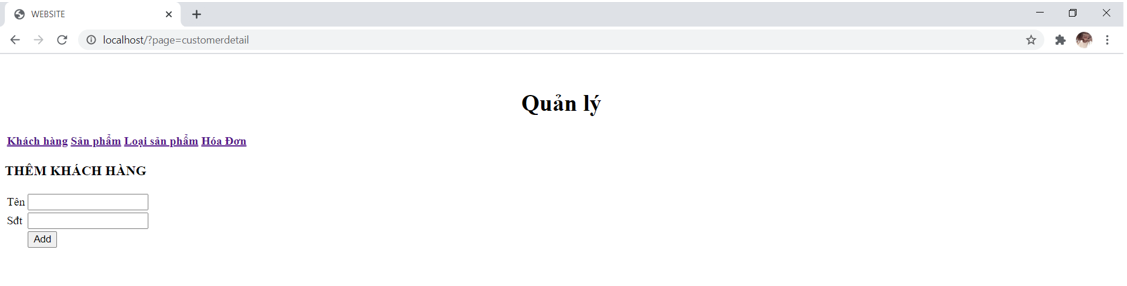 WEBSITE
localhost/?page=customerdetail
Quản lý
Khách hàng Sản phẩm Loại sản phẩm Hóa Đơn
THÊM KHÁCH HÀNG
Tên
Sđt
Add